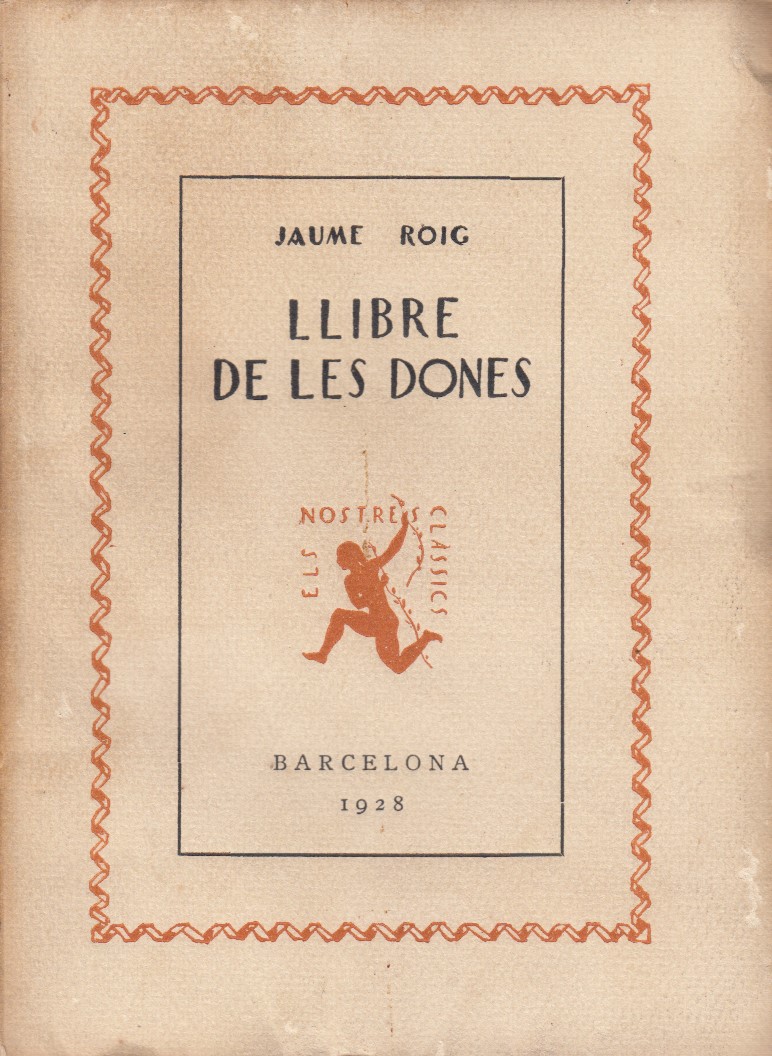 JAUME ROIG
LLIBRE
DE LES DONES
ELS NOSTRES CLÀSSICS
BARCELONA
1928